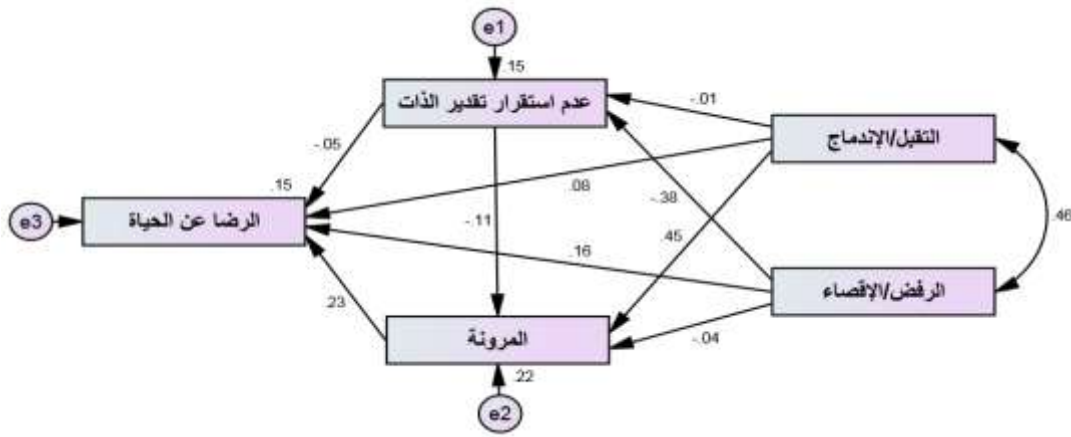 e1
.15
عدم استقرار تقدير الذات
-.01
التقبل/الإندماج
-.05
.08
.15
-.38
e3
الرضا عن الحياة
-.11
.45
.46
.16
الرفض/الإقصاء
.23
المرونة
-.04
.22
e2